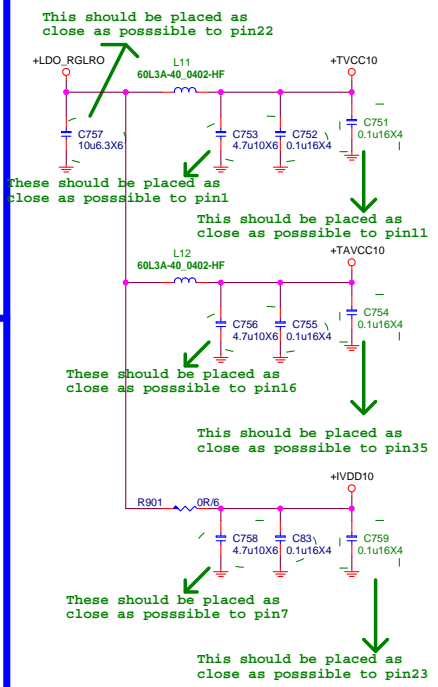 This should be placed as
close as posssible to pin22
+LDO_RGLRO
L11
60L3A-40_0402-HF
+TVCC10
C757
10u6.3X6
C753
4.7u10X6
C752
0.1u16X4
C751
0.1u16X4
These should be placed as
close as posssible to pin1
This should be placed as
close as posssible to pin11
L12
60L3A-40_0402-HF
+TAVCC10
C756
4.7u10X6
C755
0.1u16X4
C754
0.1u16X4
These should be placed as
close as posssible to pin16
This should be placed as
close as posssible to pin35
+IVDD10
R901
0R/6
C758
4.7u10X6
C83
0.1u16X4
C759
0.1u16X4
These should be placed as
close as posssible to pin7
This should be placed as
close as posssible to pin23